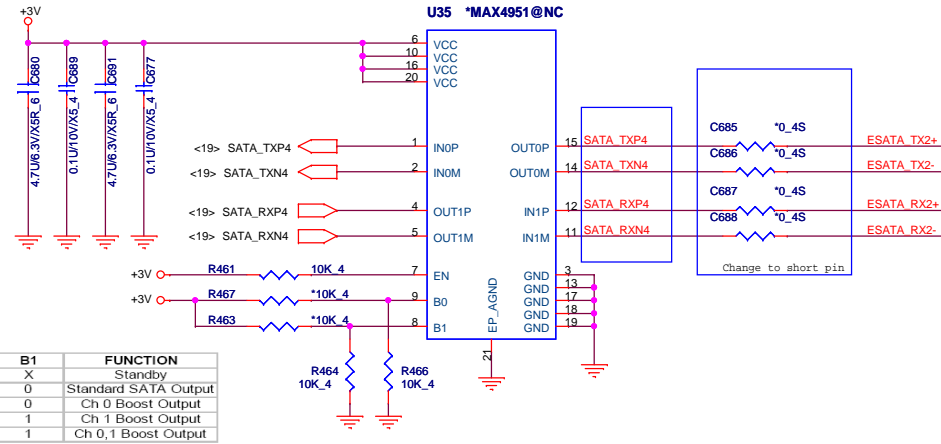 +3V
U35 *MAX4951@NC
C680
4.7U/6.3V/X5R_6
C689
0.1U/10V/X5_4
C691
4.7U/6.3V/X5R_6
C677
0.1U/10V/X5_4
6 VCC
10 VCC
16 VCC
20 VCC
<19> SATA_TXP4 1 IN0P OUT0P 15 SATA_TXP4 C685 *0_4S ESATA_TX2+
<19> SATA_TXN4 2 IN0M OUT0M 14 SATA_TXN4 C686 *0_4S ESATA_TX2-
<19> SATA_RXP4 4 OUT1P IN1P 12 SATA_RXP4 C687 *0_4S ESATA_RX2+
<19> SATA_RXN4 5 OUT1M IN1M 11 SATA_RXN4 C688 *0_4S ESATA_RX2-
Change to short pin
+3V R461 10K_4 7 EN GND 3
GND 13
+3V R467 *10K_4 9 B0 GND 17
GND 18
R463 *10K_4 8 B1 GND 19
EP_AGND
21
R464
10K_4
R466
10K_4
B1 FUNCTION
X Standby
0 Standard SATA Output
0 Ch 0 Boost Output
1 Ch 1 Boost Output
1 Ch 0,1 Boost Output